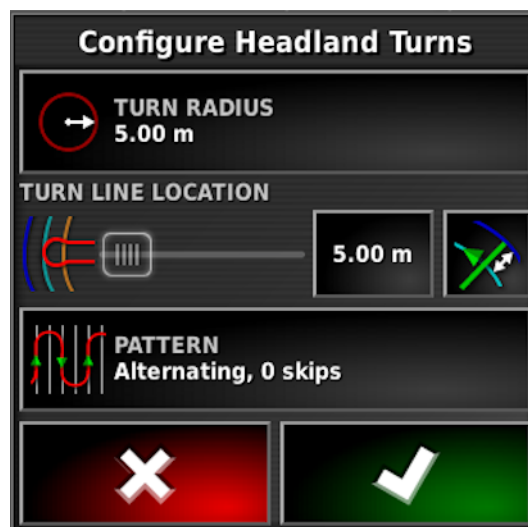 Configure Headland Turns
TURN RADIUS
5.00 m
TURN LINE LOCATION
5.00 m
PATTERN
Alternating, 0 skips